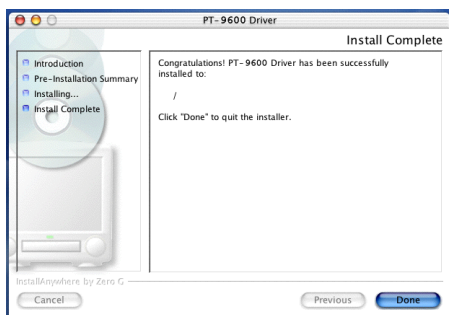 PT-9600 Driver
Install Complete
Introduction
Pre-Installation Summary
Installing...
Install Complete
Congratulations! PT-9600 Driver has been successfully
installed to:
/
Click "Done" to quit the installer.
InstallAnywhere by Zero G
Cancel
Previous
Done